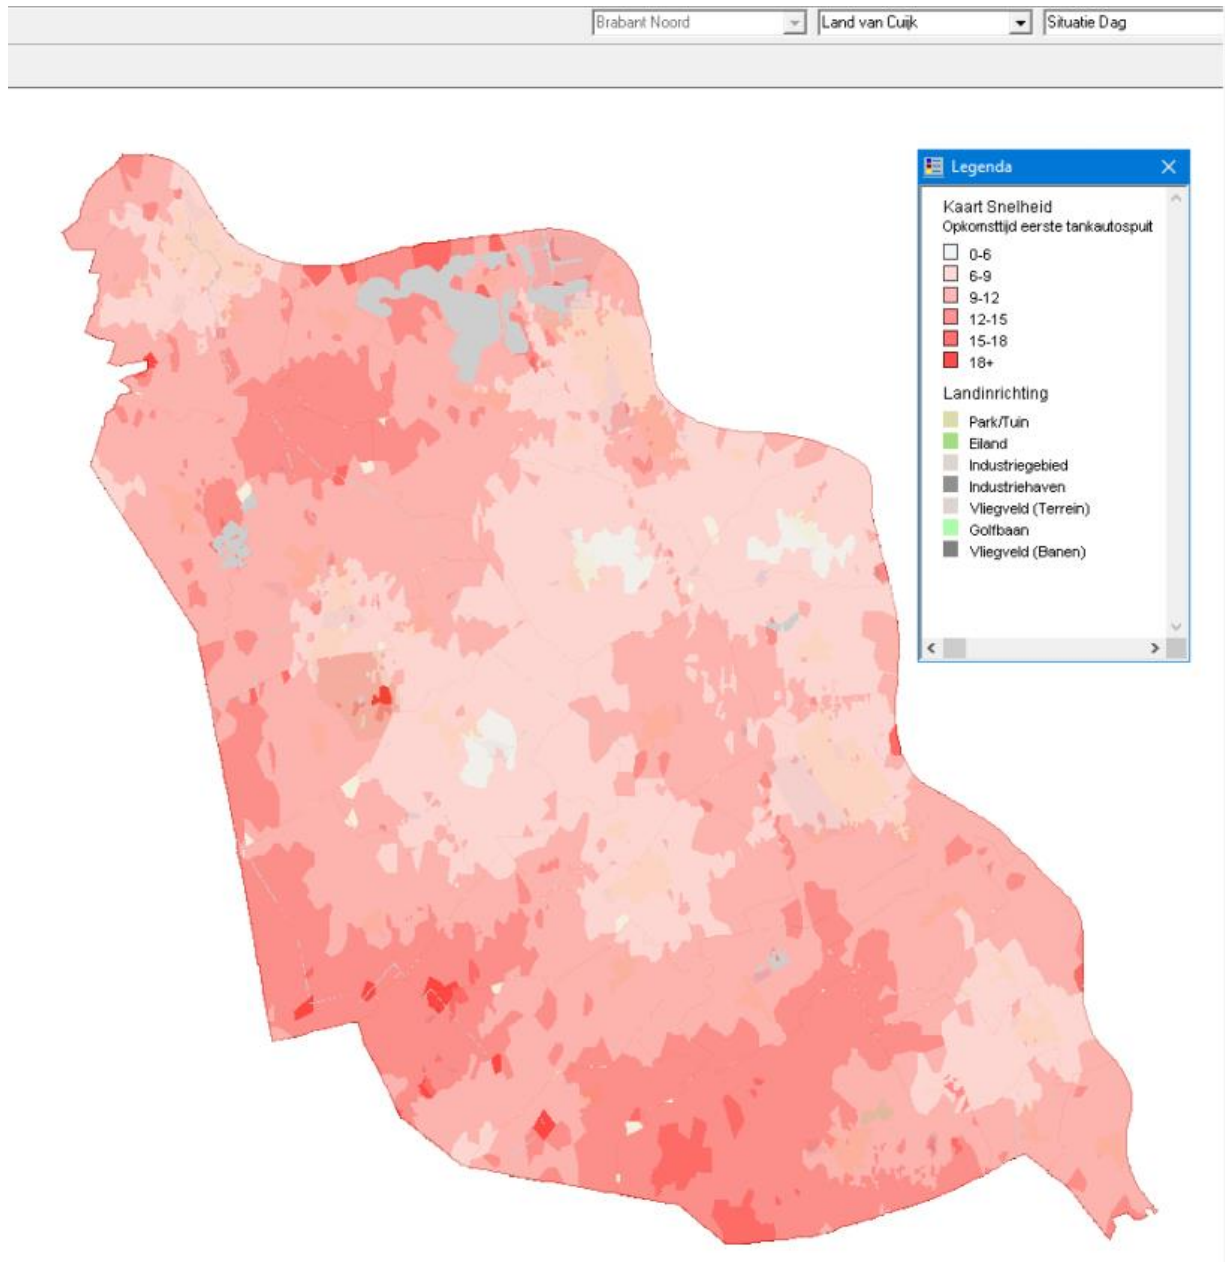 Brabant Noord
Land van Cuijk
Situatie Dag
Legenda
Kaart Snelheid
Opkomsttijd eerste tankautospuit
0-6
6-9
9-12
12-15
15-18
18+
Landinrichting
Park/Tuin
Eiland
Industriegebied
Industriehaven
Vliegveld (Terrein)
Golfbaan
Vliegveld (Banen)